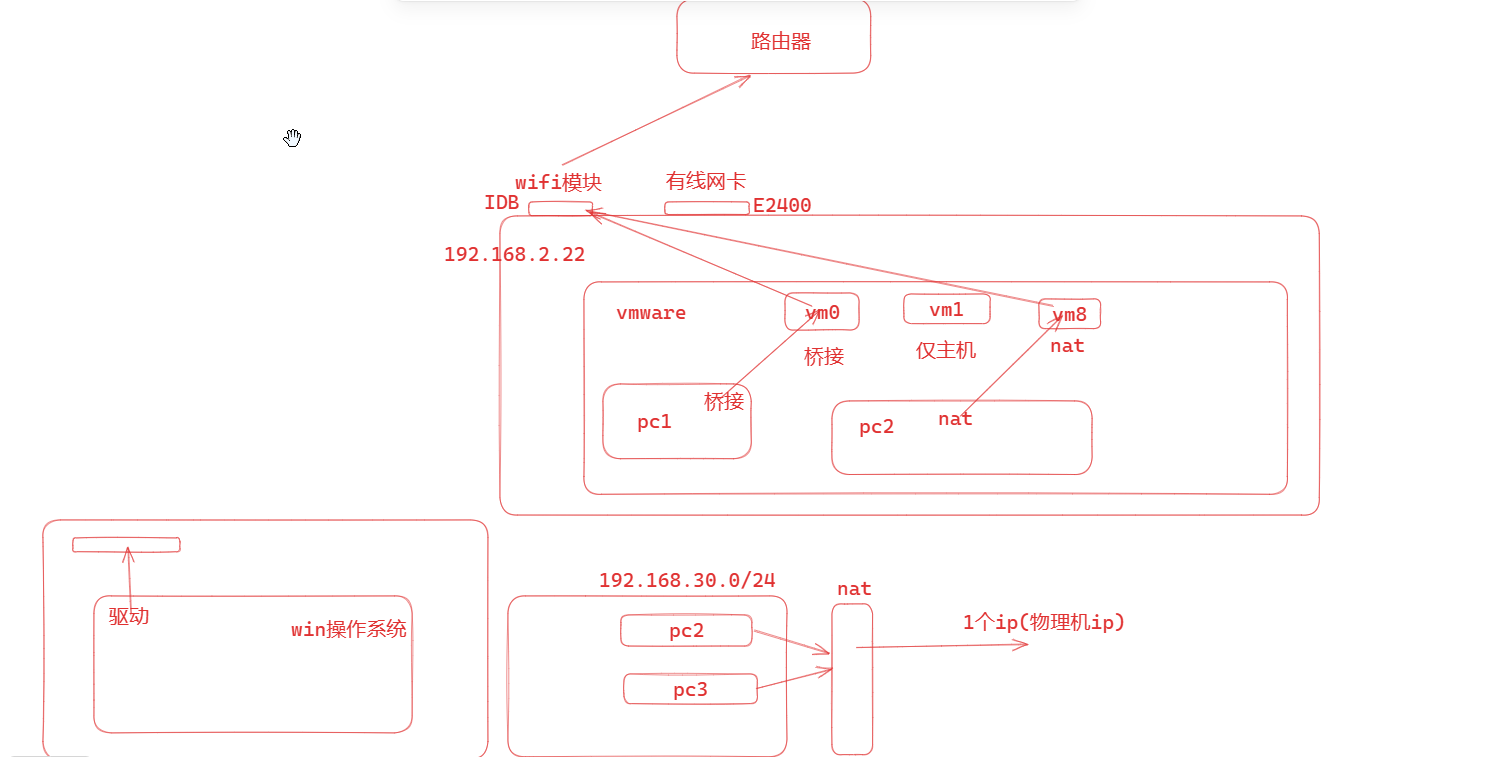 路由器
wifi模块
有线网卡
IDB
E2400
192.168.2.22
vmware
vm0
vm1
vm8
桥接
仅主机
nat
桥接
pc1
pc2
nat
驱动
win操作系统
192.168.30.0/24
nat
pc2
1个ip(物理机ip)
pc3